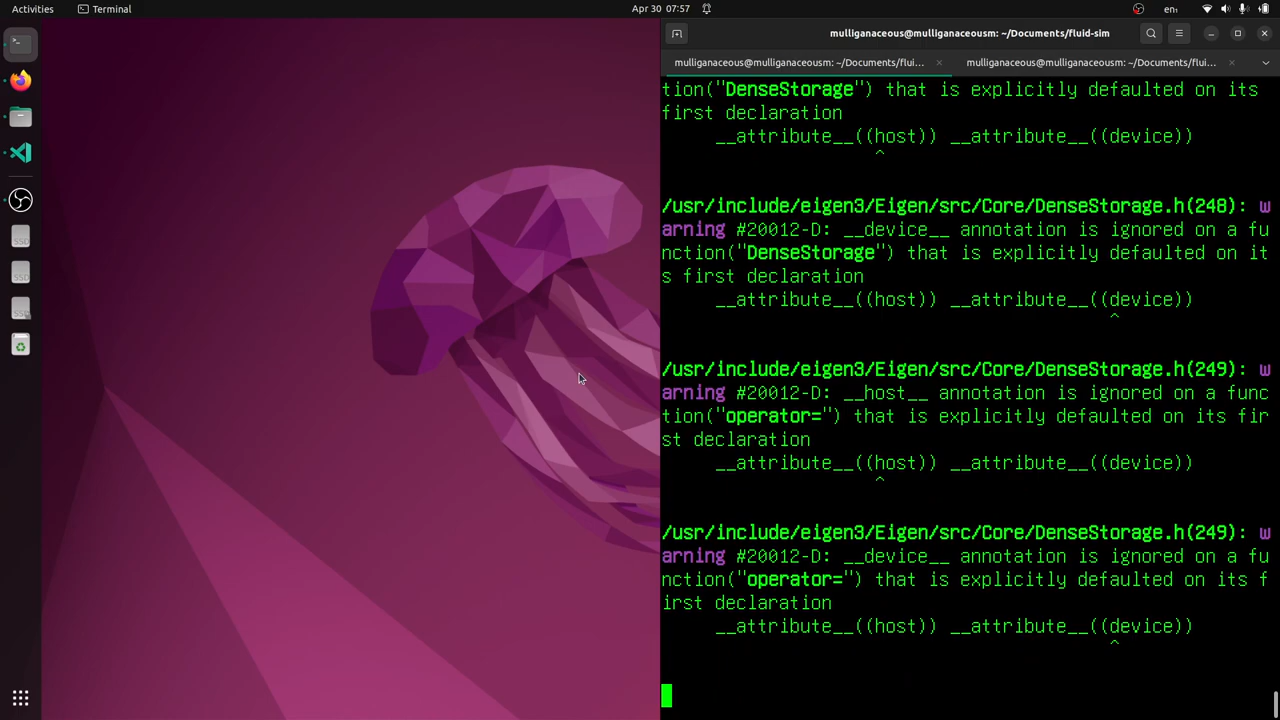 Activities
Terminal
Apr 30 07:57
en₁
mulliganaceous@mulliganaceousm: ~/Documents/fluid-sim
mulliganaceous@mulliganaceousm: ~/Documents/flui...
mulliganaceous@mulliganaceousm: ~/Documents/flui...
tion("DenseStorage") that is explicitly defaulted on its
first declaration
__attribute__((host)) __attribute__((device))
^
/usr/include/eigen3/Eigen/src/Core/DenseStorage.h(248): w
arning #20012-D: __device__ annotation is ignored on a fu
nction("DenseStorage") that is explicitly defaulted on it
s first declaration
__attribute__((host)) __attribute__((device))
^
/usr/include/eigen3/Eigen/src/Core/DenseStorage.h(249): w
arning #20012-D: __host__ annotation is ignored on a func
tion("operator=") that is explicitly defaulted on its fir
st declaration
__attribute__((host)) __attribute__((device))
^
/usr/include/eigen3/Eigen/src/Core/DenseStorage.h(249): w
arning #20012-D: __device__ annotation is ignored on a fu
nction("operator=") that is explicitly defaulted on its f
irst declaration
__attribute__((host)) __attribute__((device))
^
SSD
SSD
SSD